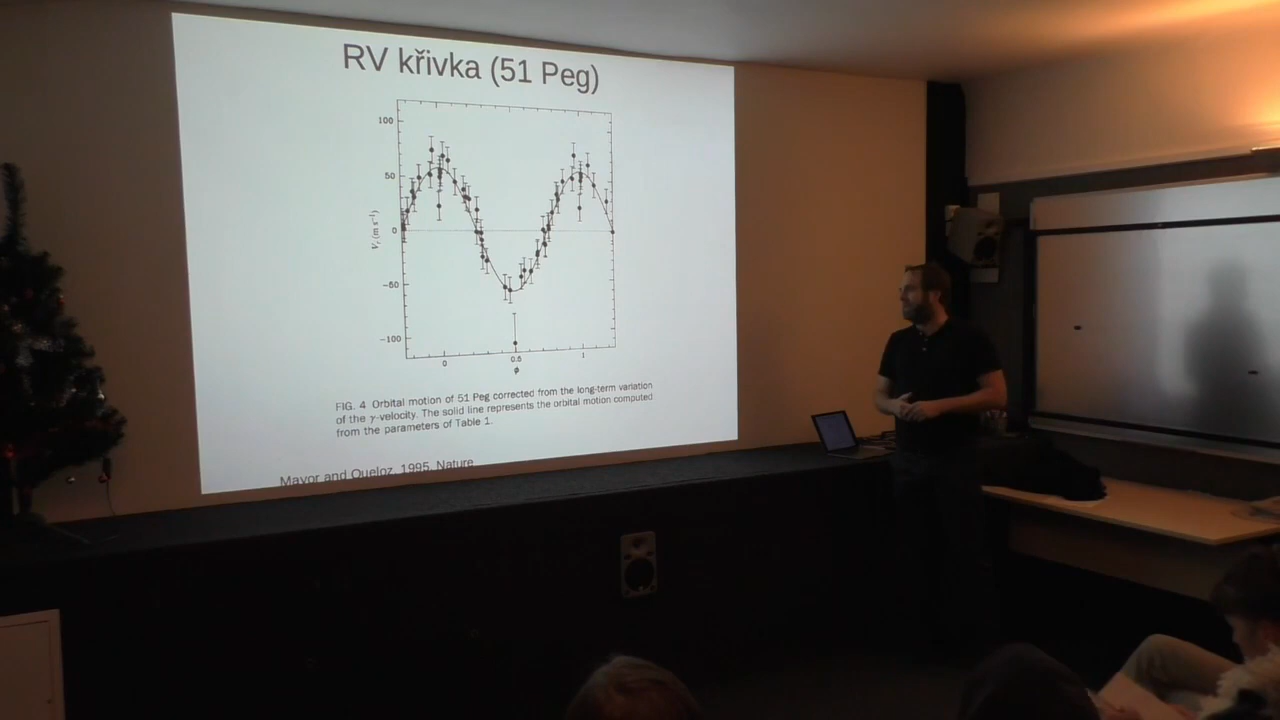 RV křivka (51 Peg)
100
50
0
−50
−100
Vr (m s⁻¹)
0
0.5
1
ϕ
FIG. 4 Orbital motion of 51 Peg corrected from the long-term variation
of the γ-velocity. The solid line represents the orbital motion computed
from the parameters of Table 1.
Mayor and Queloz, 1995, Nature